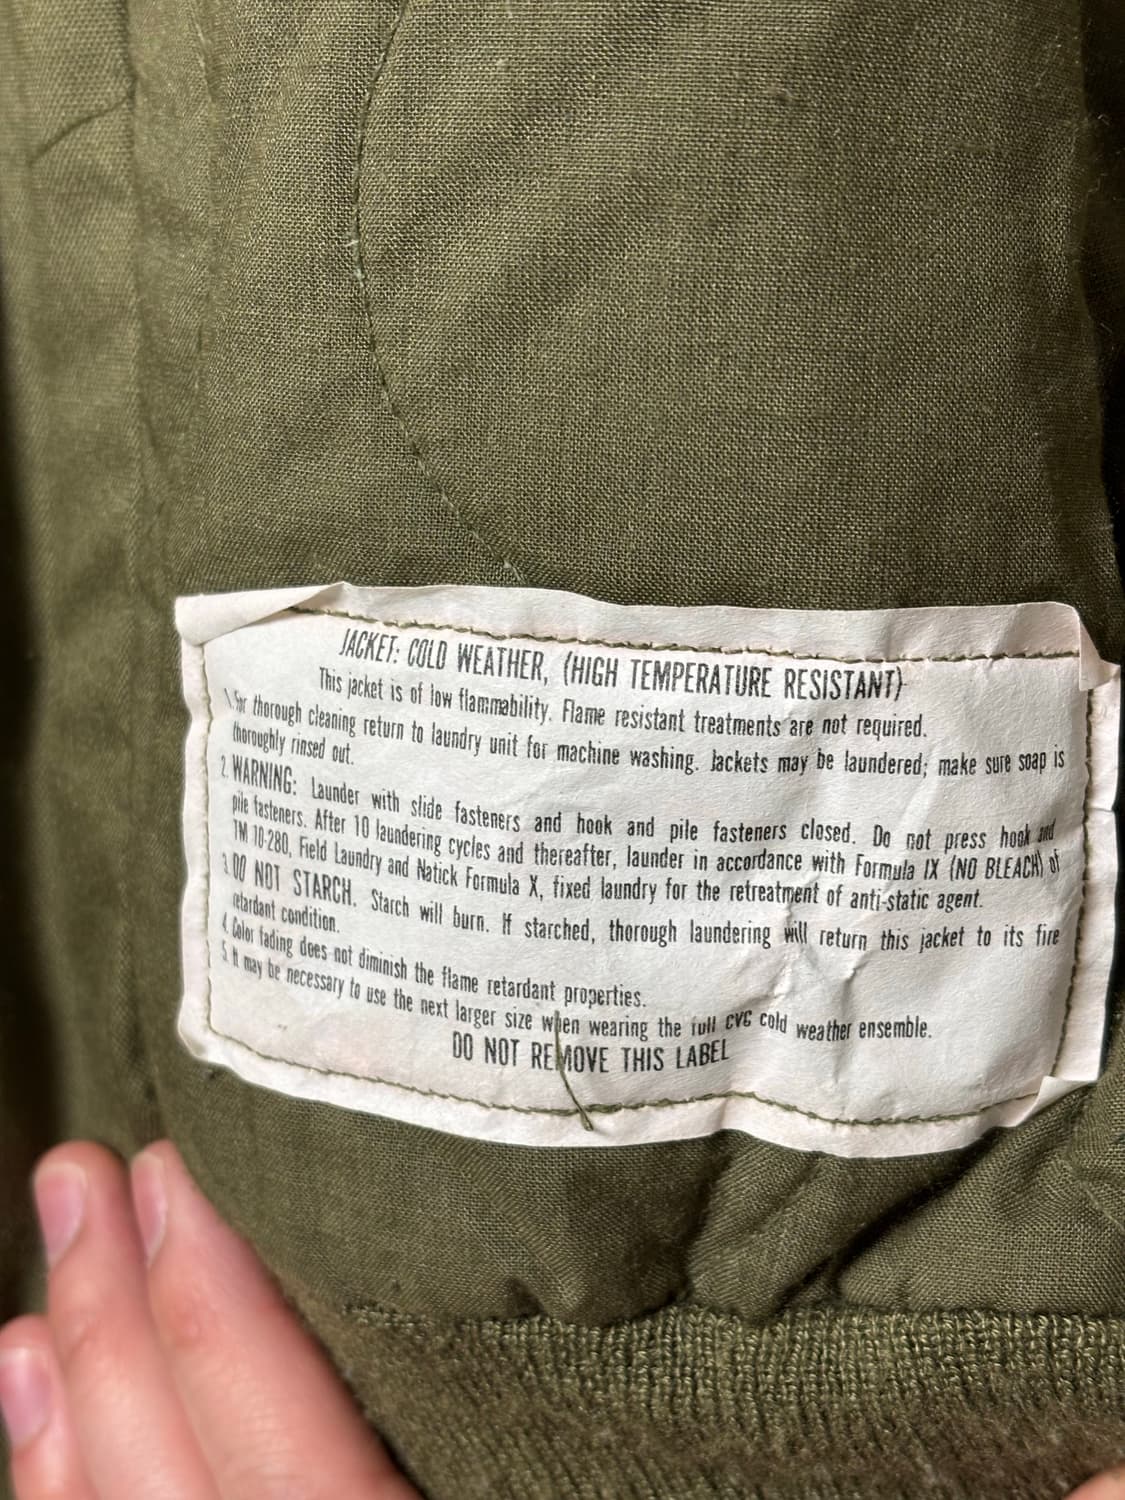 JACKET: COLD WEATHER, (HIGH TEMPERATURE RESISTANT)
This jacket is of low flammability. Flame resistant treatments are not required.
1. For thorough cleaning return to laundry unit for machine washing. Jackets may be laundered; make sure soap is
thoroughly rinsed out.
2. WARNING: Launder with slide fasteners and hook and pile fasteners closed. Do not press hook and
pile fasteners. After 10 laundering cycles and thereafter, launder in accordance with Formula IX (NO BLEACH) of
TM 10-280, Field Laundry and Natick Formula X, fixed laundry for the retreatment of anti-static agent.
3. DO NOT STARCH. Starch will burn. If starched, thorough laundering will return this jacket to its fire
retardant condition.
4. Color fading does not diminish the flame retardant properties.
5. It may be necessary to use the next larger size when wearing the full CVC cold weather ensemble.
DO NOT REMOVE THIS LABEL